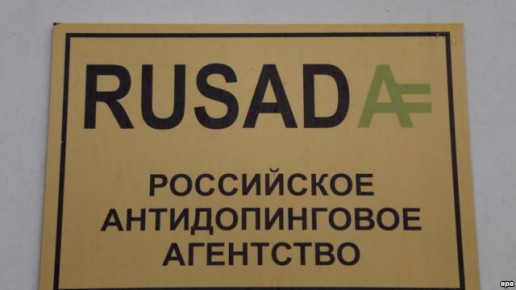 RUSADA
РОССИЙСКОЕ
АНТИДОПИНГОВОЕ
АГЕНТСТВО
epa